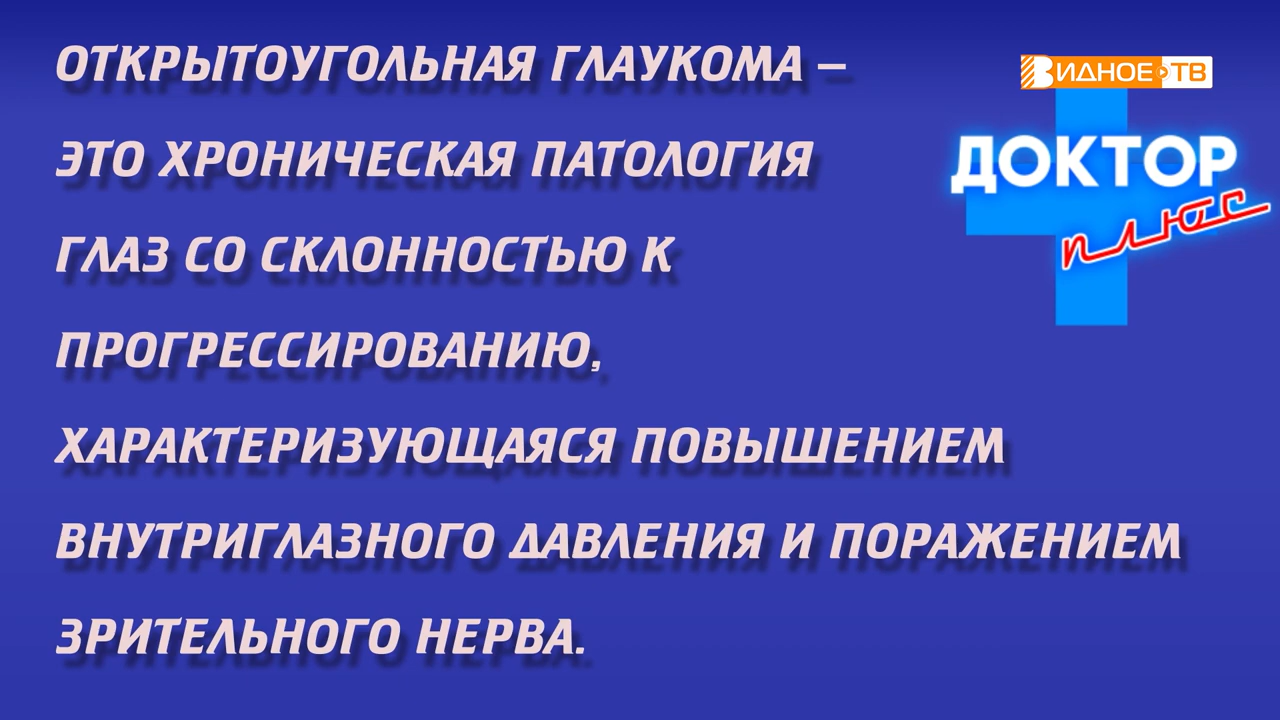 ОТКРЫТОУГОЛЬНАЯ ГЛАУКОМА –
ЭТО ХРОНИЧЕСКАЯ ПАТОЛОГИЯ
ГЛАЗ СО СКЛОННОСТЬЮ К
ПРОГРЕССИРОВАНИЮ,
ХАРАКТЕРИЗУЮЩАЯСЯ ПОВЫШЕНИЕМ
ВНУТРИГЛАЗНОГО ДАВЛЕНИЯ И ПОРАЖЕНИЕМ
ЗРИТЕЛЬНОГО НЕРВА.
ВИДНОЕ ТВ
ДОКТОР
плюс